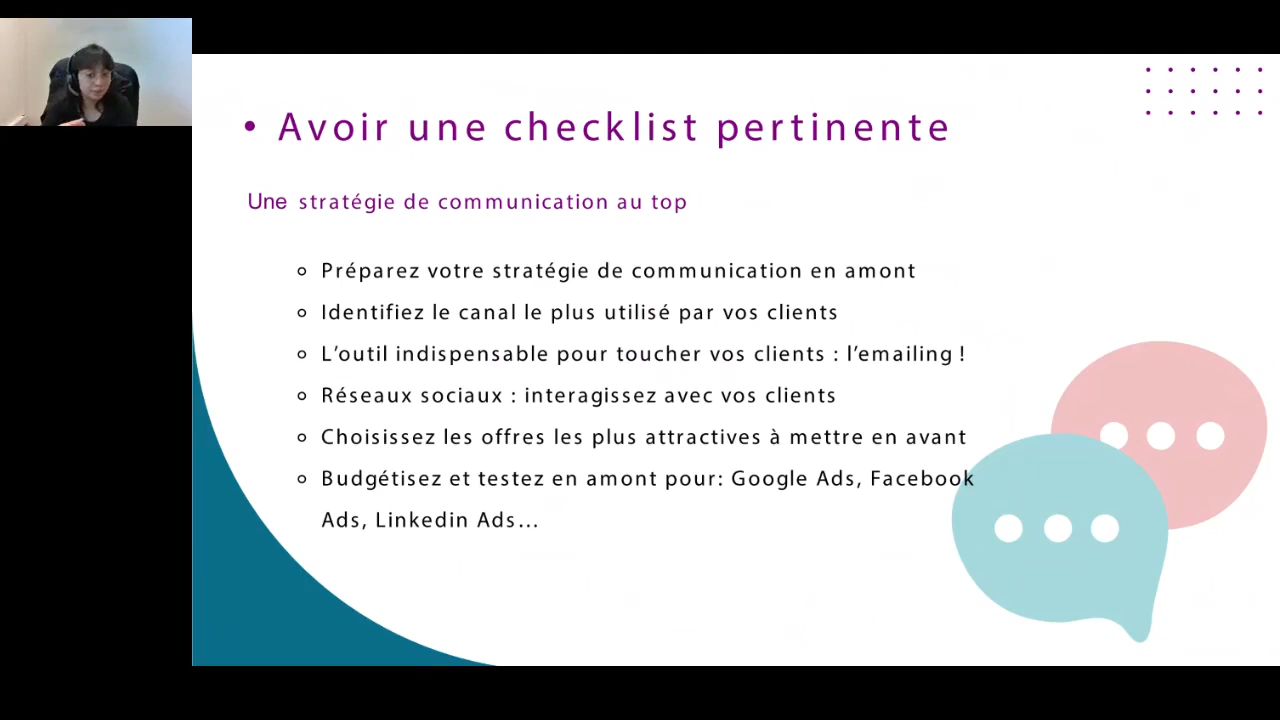 • Avoir une checklist pertinente
Une stratégie de communication au top
Préparez votre stratégie de communication en amont
Identifiez le canal le plus utilisé par vos clients
L’outil indispensable pour toucher vos clients : l’emailing !
Réseaux sociaux : interagissez avec vos clients
Choisissez les offres les plus attractives à mettre en avant
Budgétisez et testez en amont pour: Google Ads, Facebook
Ads, Linkedin Ads…